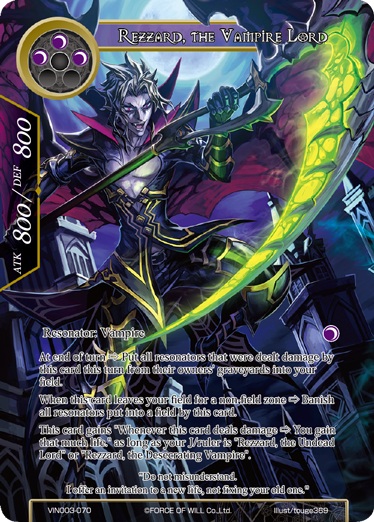 REZZARD, THE VAMPIRE LORD
ATK 800 / DEF 800
Resonator: Vampire
At end of turn ⇨ Put all resonators that were dealt damage by
this card this turn from their owners' graveyards into your
field.
When this card leaves your field for a non-field zone ⇨ Banish
all resonators put into a field by this card.
This card gains "Whenever this card deals damage ⇨ You gain
that much life." as long as your J/ruler is "Rezzard, the Undead
Lord" or "Rezzard, the Desecrating Vampire".
"Do not misunderstand.
I offer an invitation to a new life, not fixing your old one."
VIN003-070
©FORCE OF WILL Co.,Ltd.
Illust/touge369